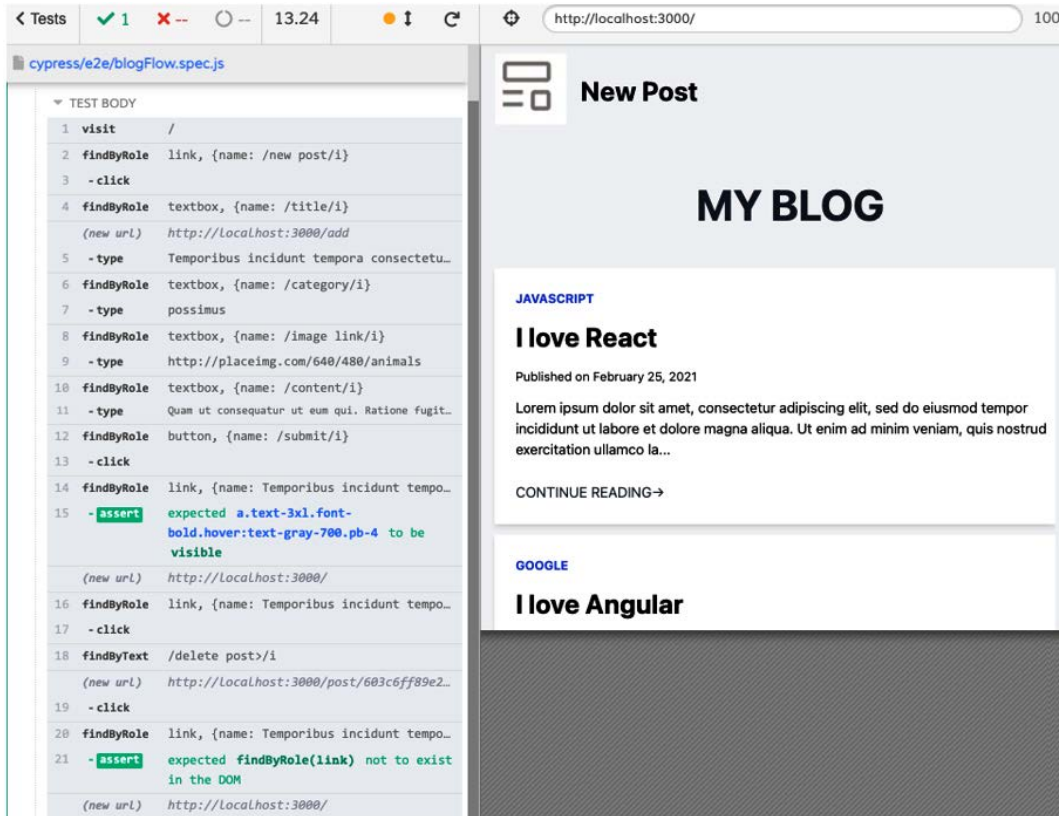 < Tests
✓ 1
✗ --
--
13.24
http://localhost:3000/
100
cypress/e2e/blogFlow.spec.js
TEST BODY
1 visit /
2 findByRole link, {name: /new post/i}
3 - click
4 findByRole textbox, {name: /title/i}
(new url) http://localhost:3000/add
5 - type Temporibus incidunt tempora consectetu…
6 findByRole textbox, {name: /category/i}
7 - type possimus
8 findByRole textbox, {name: /image link/i}
9 - type http://placeimg.com/640/480/animals
10 findByRole textbox, {name: /content/i}
11 - type Quam ut consequatur ut eum qui. Ratione fugit…
12 findByRole button, {name: /submit/i}
13 - click
14 findByRole link, {name: Temporibus incidunt tempo…
15 - assert expected a.text-3xl.font-
bold.hover:text-gray-700.pb-4 to be
visible
(new url) http://localhost:3000/
16 findByRole link, {name: Temporibus incidunt tempo…
17 - click
18 findByText /delete post>/i
(new url) http://localhost:3000/post/603c6ff89e2…
19 - click
20 findByRole link, {name: Temporibus incidunt tempo…
21 - assert expected findByRole(link) not to exist
in the DOM
(new url) http://localhost:3000/
New Post
MY BLOG
JAVASCRIPT
I love React
Published on February 25, 2021
Lorem ipsum dolor sit amet, consectetur adipiscing elit, sed do eiusmod tempor
incididunt ut labore et dolore magna aliqua. Ut enim ad minim veniam, quis nostrud
exercitation ullamco la...
CONTINUE READING→
GOOGLE
I love Angular